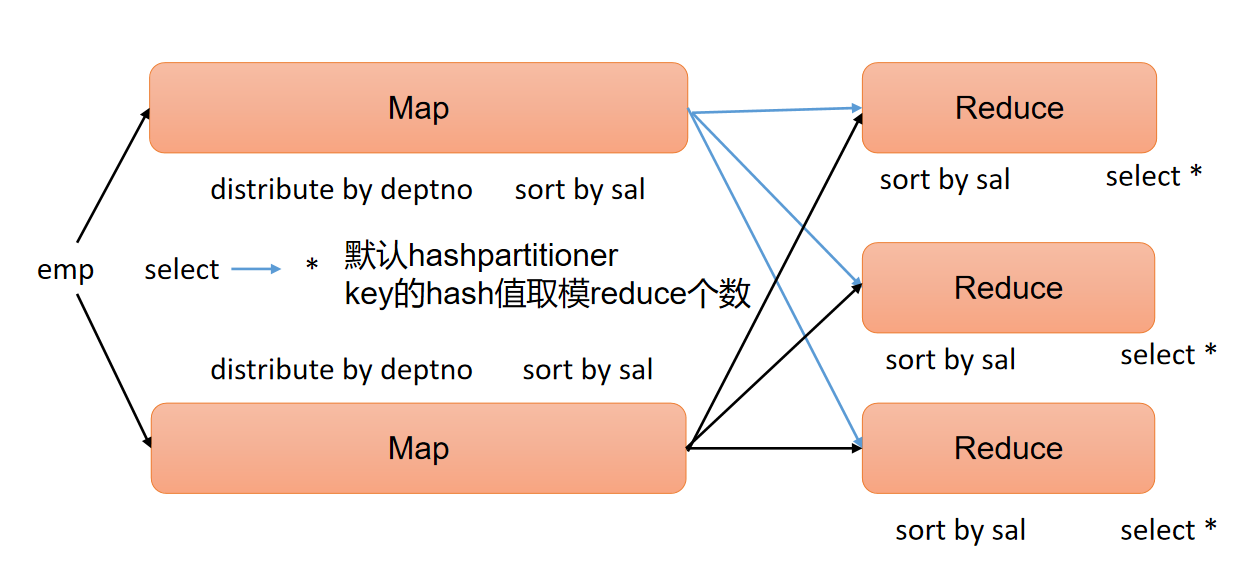 Map
Reduce
distribute by deptno sort by sal
sort by sal select *
emp select * 默认hashpartitioner
key的hash值取模reduce个数
Reduce
sort by sal select *
distribute by deptno sort by sal
Map
Reduce
sort by sal select *